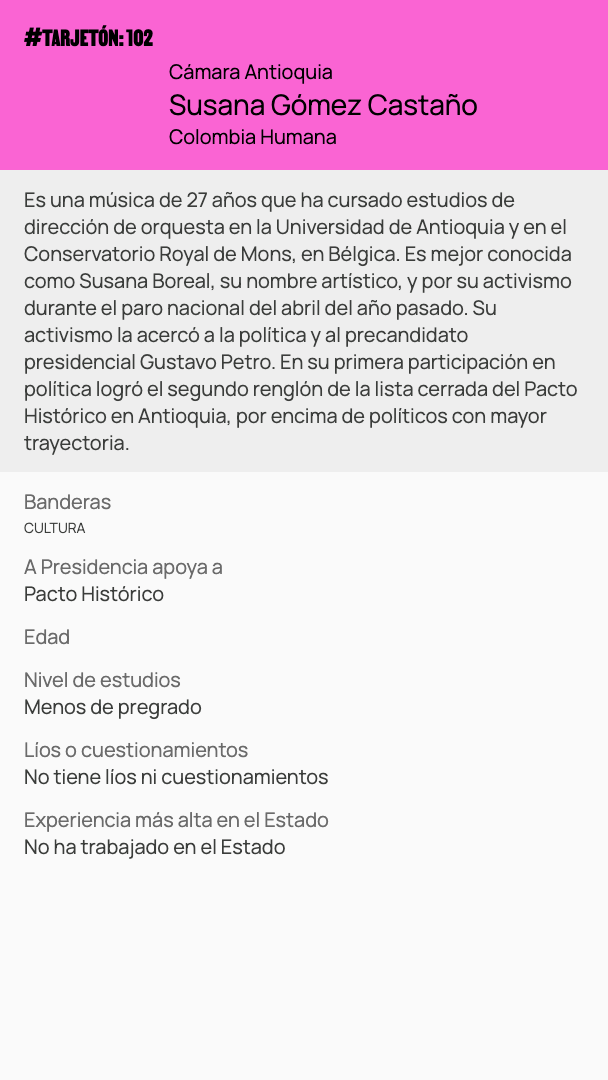 #TARJETÓN: 102
Cámara Antioquia
Susana Gómez Castaño
Colombia Humana
Es una música de 27 años que ha cursado estudios de
dirección de orquesta en la Universidad de Antioquia y en el
Conservatorio Royal de Mons, en Bélgica. Es mejor conocida
como Susana Boreal, su nombre artístico, y por su activismo
durante el paro nacional del abril del año pasado. Su
activismo la acercó a la política y al precandidato
presidencial Gustavo Petro. En su primera participación en
política logró el segundo renglón de la lista cerrada del Pacto
Histórico en Antioquia, por encima de políticos con mayor
trayectoria.
Banderas
CULTURA
A Presidencia apoya a
Pacto Histórico
Edad
Nivel de estudios
Menos de pregrado
Líos o cuestionamientos
No tiene líos ni cuestionamientos
Experiencia más alta en el Estado
No ha trabajado en el Estado